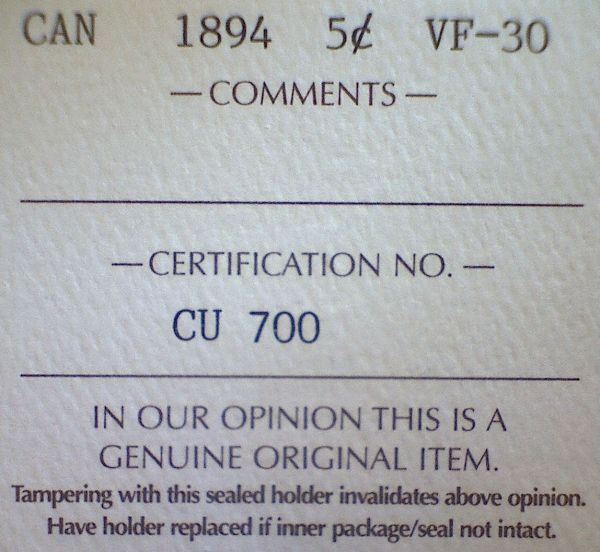 CAN 1894 5¢ VF-30
— COMMENTS —
— CERTIFICATION NO. —
CU 700
IN OUR OPINION THIS IS A
GENUINE ORIGINAL ITEM.
Tampering with this sealed holder invalidates above opinion.
Have holder replaced if inner package/seal not intact.